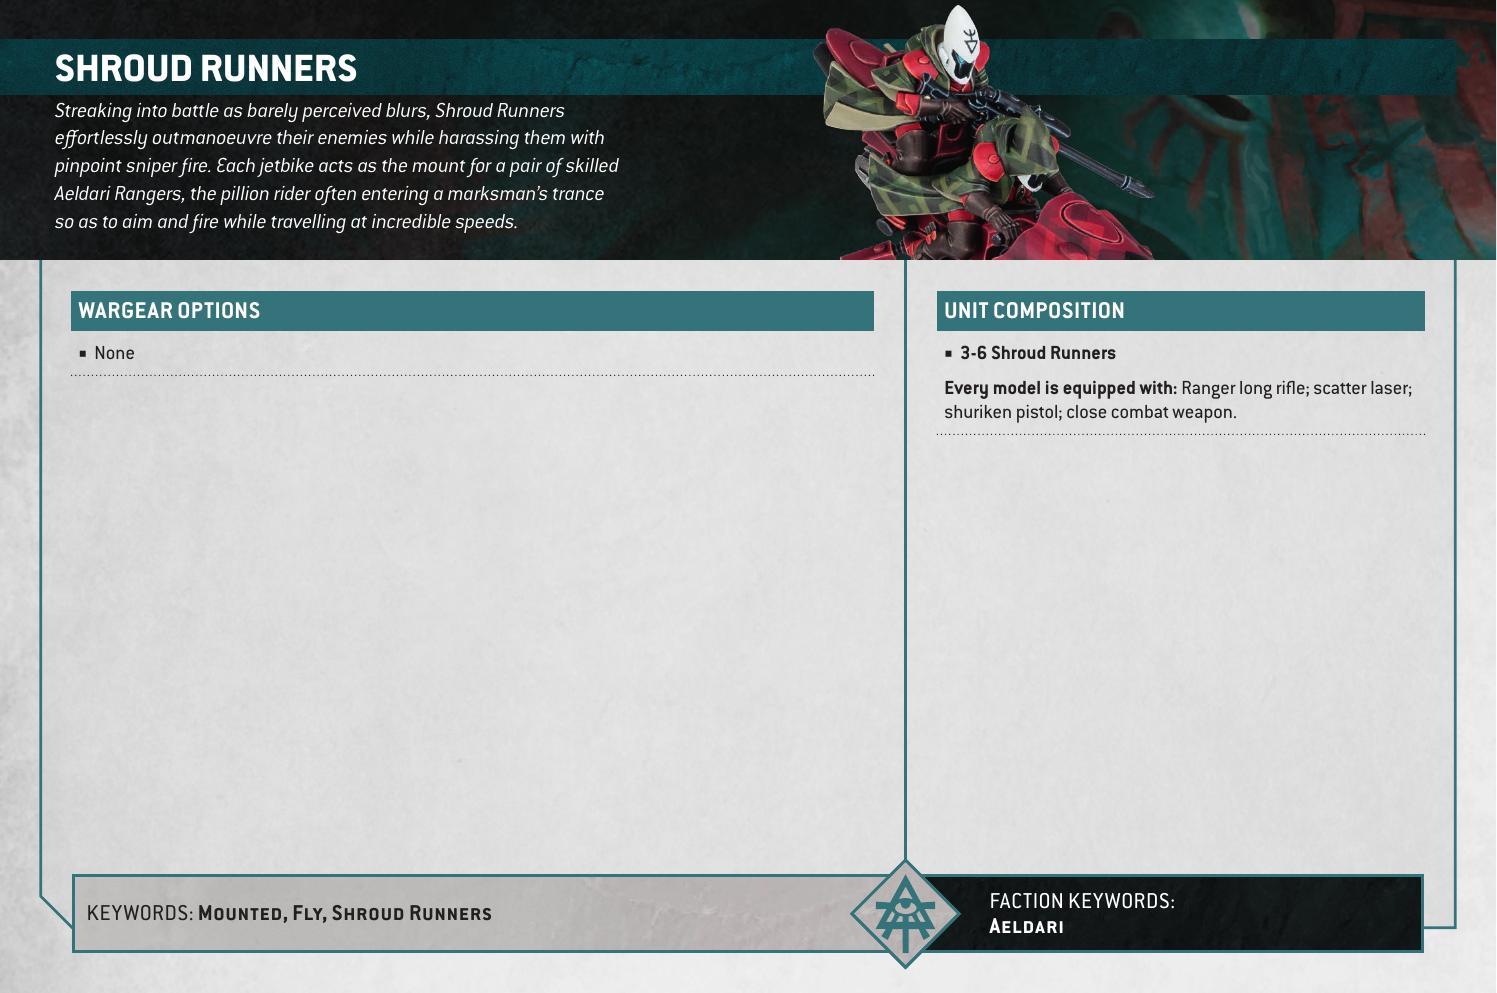 SHROUD RUNNERS
Streaking into battle as barely perceived blurs, Shroud Runners
effortlessly outmanoeuvre their enemies while harassing them with
pinpoint sniper fire. Each jetbike acts as the mount for a pair of skilled
Aeldari Rangers, the pillion rider often entering a marksman’s trance
so as to aim and fire while travelling at incredible speeds.
WARGEAR OPTIONS
▪ None
UNIT COMPOSITION
▪ 3-6 Shroud Runners
Every model is equipped with: Ranger long rifle; scatter laser;
shuriken pistol; close combat weapon.
KEYWORDS: Mounted, Fly, Shroud Runners
FACTION KEYWORDS:
Aeldari